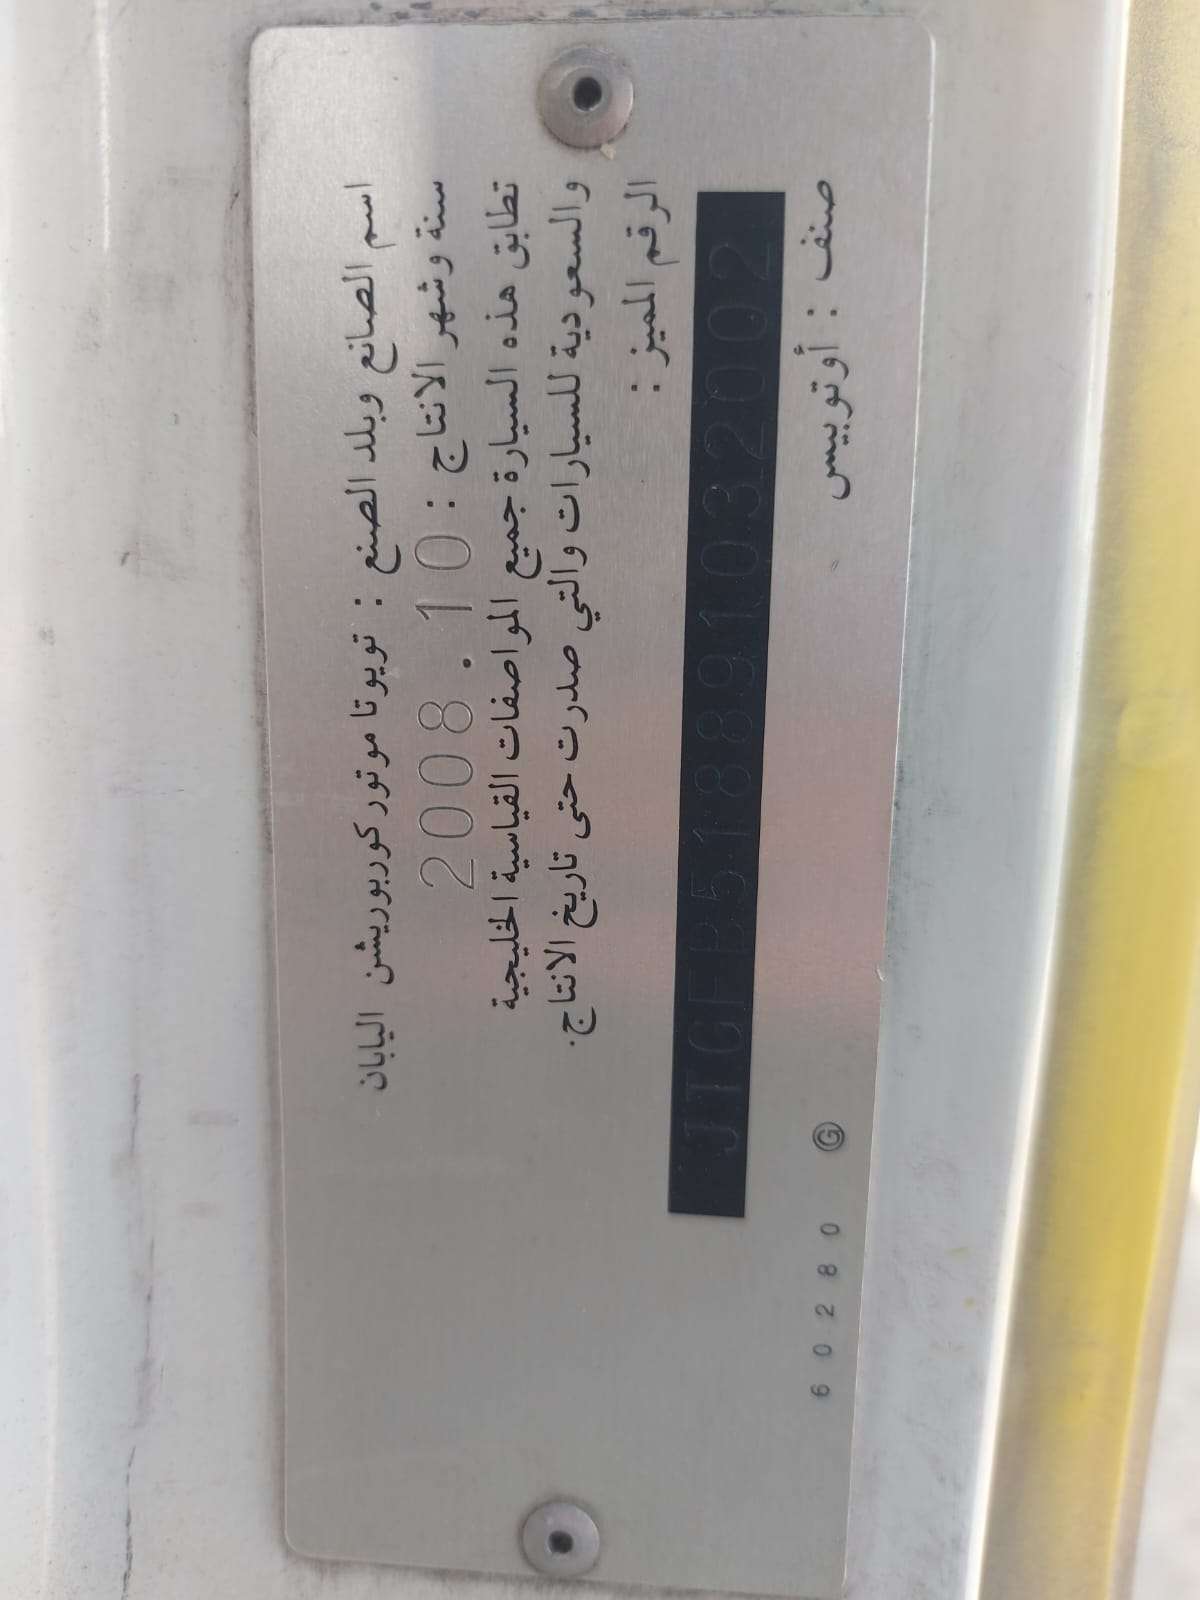 اسم الصانع وبلد الصنع : تويوتا موتور كوربوريشن اليابان
سنة وشهر الانتاج : 2008.10
تطابق هذه السيارة جميع المواصفات القياسية الخليجية
والسعودية للسيارات والتي صدرت حتى تاريخ الانتاج.
الرقم المميز :
JTGFB518891032002
صنف : أوتوبيس
60280 Ⓖ